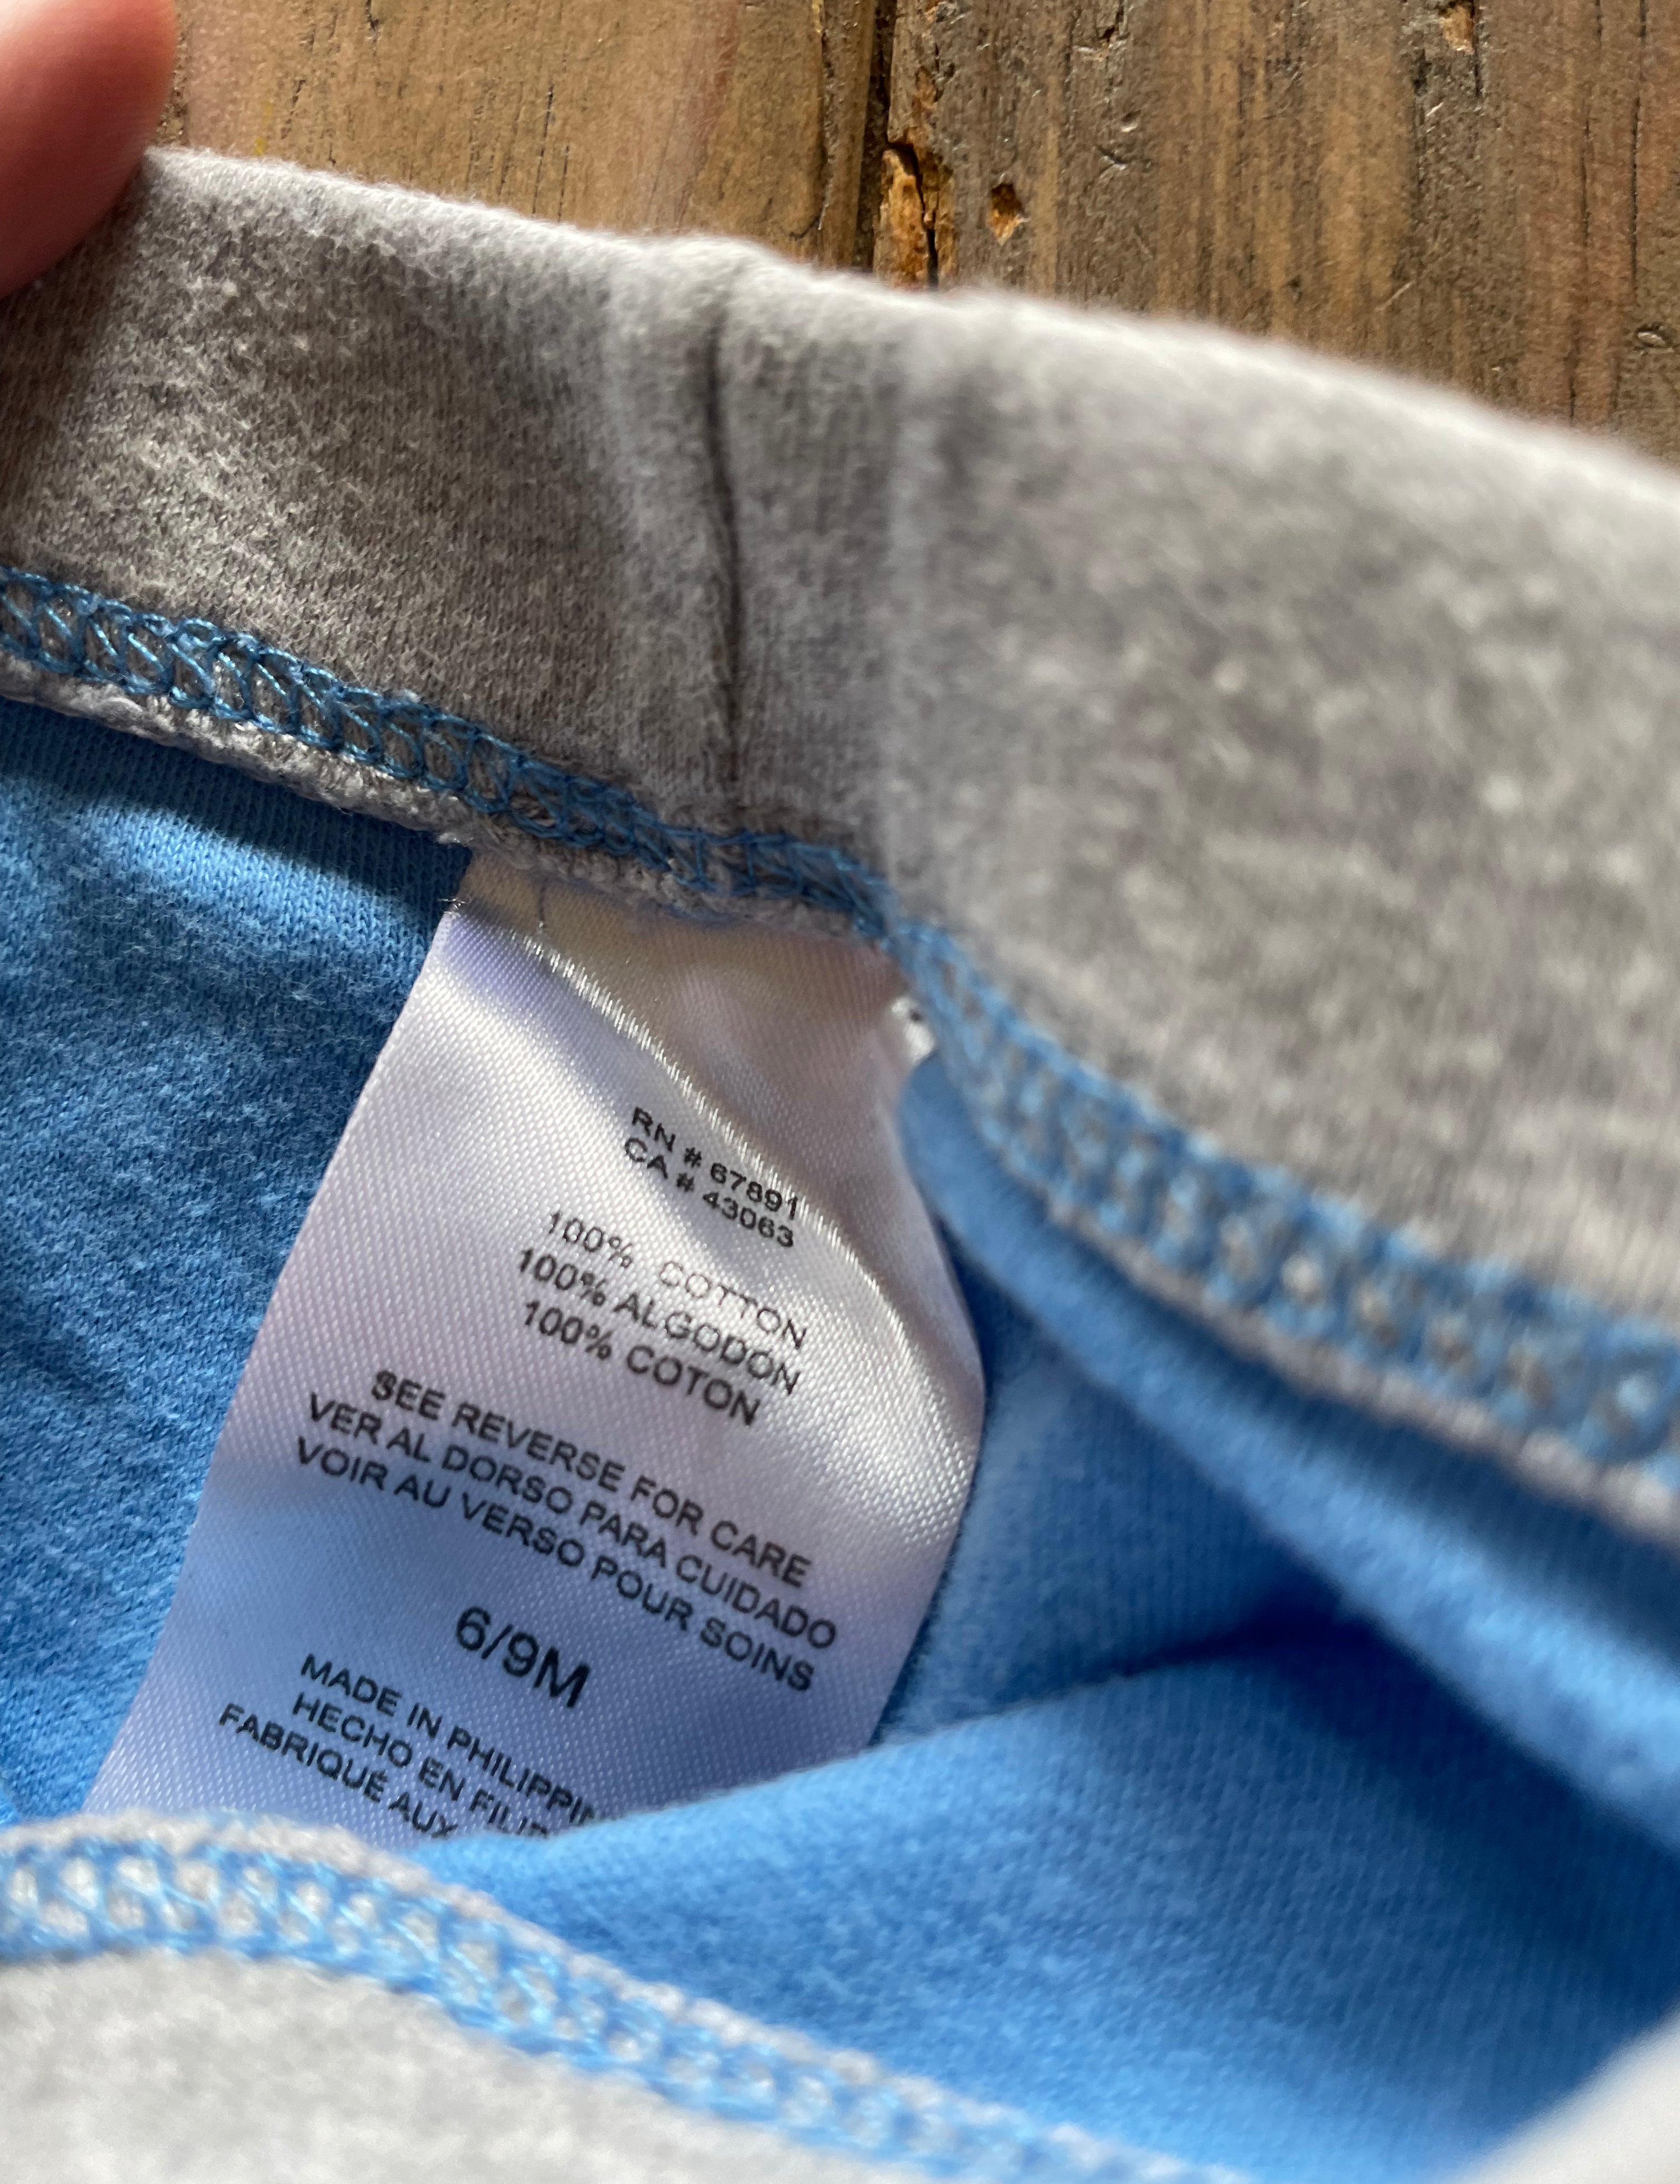 RN # 67891
CA # 43063
100% COTTON
100% ALGODON
100% COTON
SEE REVERSE FOR CARE
VER AL DORSO PARA CUIDADO
VOIR AU VERSO POUR SOINS
6/9M
MADE IN
HECHO EN
FABRIQUÉ AUX